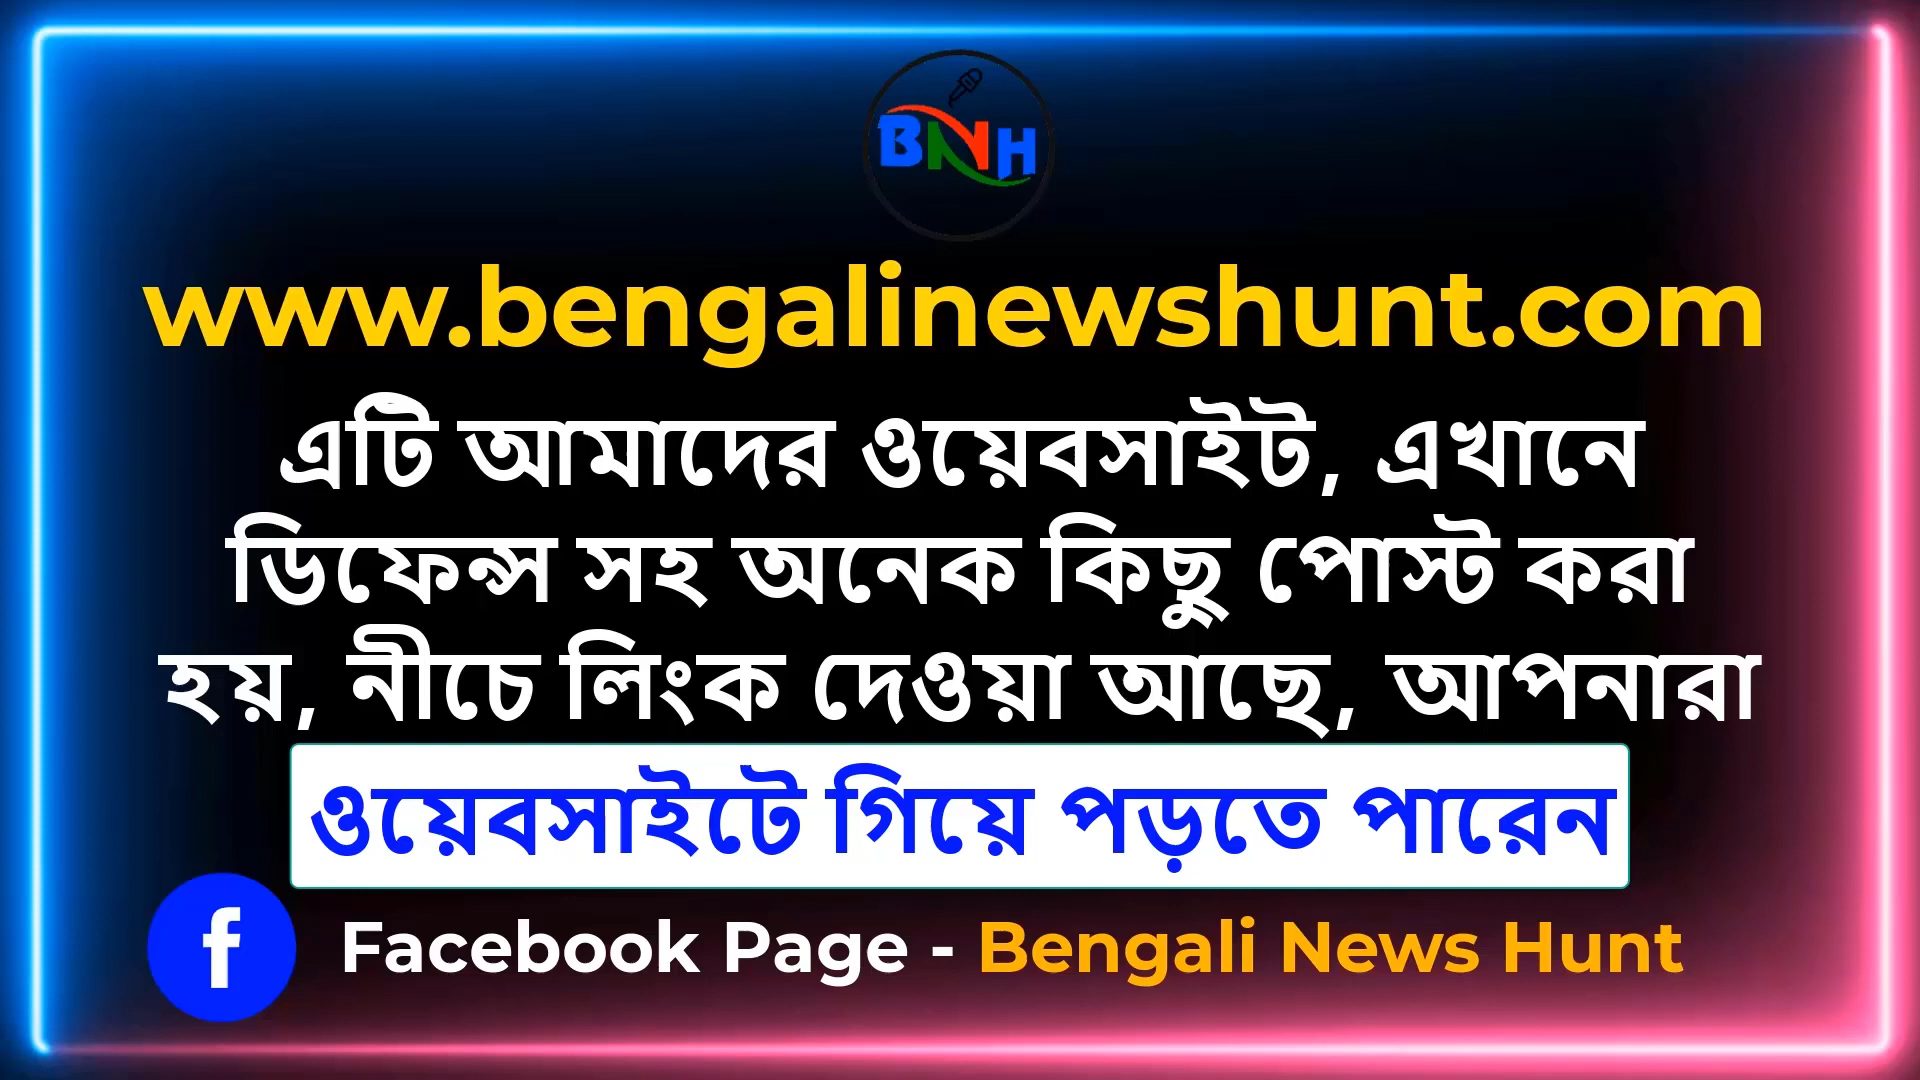 BNH
www.bengalinewshunt.com
এটি আমাদের ওয়েবসাইট, এখানে
ডিফেন্স সহ অনেক কিছু পোস্ট করা
হয়, নীচে লিংক দেওয়া আছে, আপনারা
ওয়েবসাইটে গিয়ে পড়তে পারেন
f Facebook Page - Bengali News Hunt